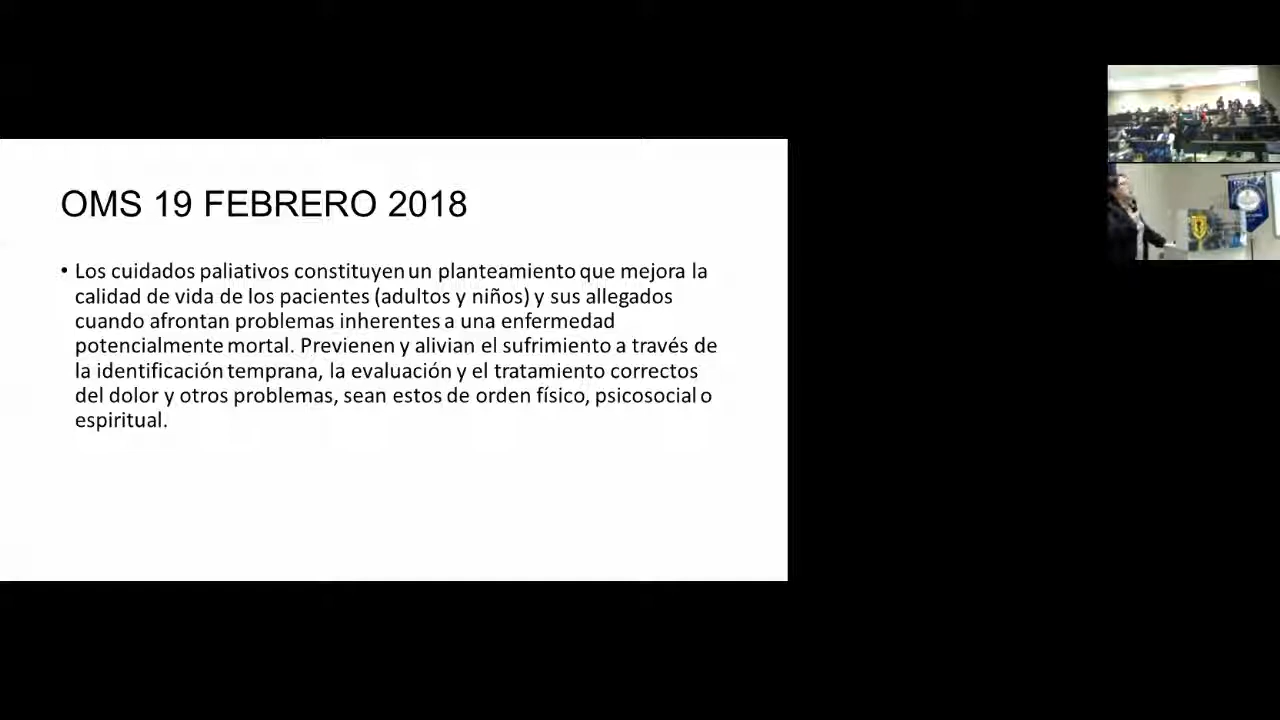 OMS 19 FEBRERO 2018
• Los cuidados paliativos constituyen un planteamiento que mejora la
calidad de vida de los pacientes (adultos y niños) y sus allegados
cuando afrontan problemas inherentes a una enfermedad
potencialmente mortal. Previenen y alivian el sufrimiento a través de
la identificación temprana, la evaluación y el tratamiento correctos
del dolor y otros problemas, sean estos de orden físico, psicosocial o
espiritual.